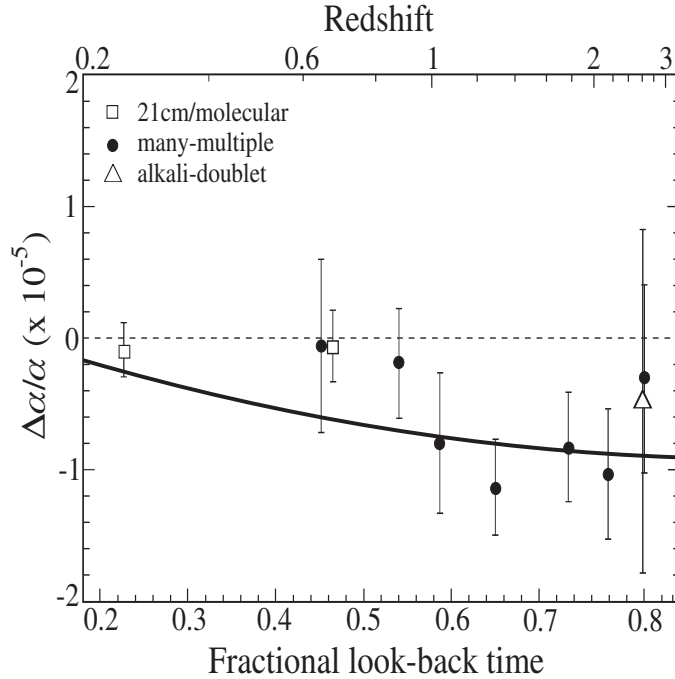 Redshift
0.2 0.6 1 2 3
2
□ 21cm/molecular
● many-multiple
△ alkali-doublet
1
0
-1
-2
Δα/α (x 10⁻⁵)
0.2 0.3 0.4 0.5 0.6 0.7 0.8
Fractional look-back time